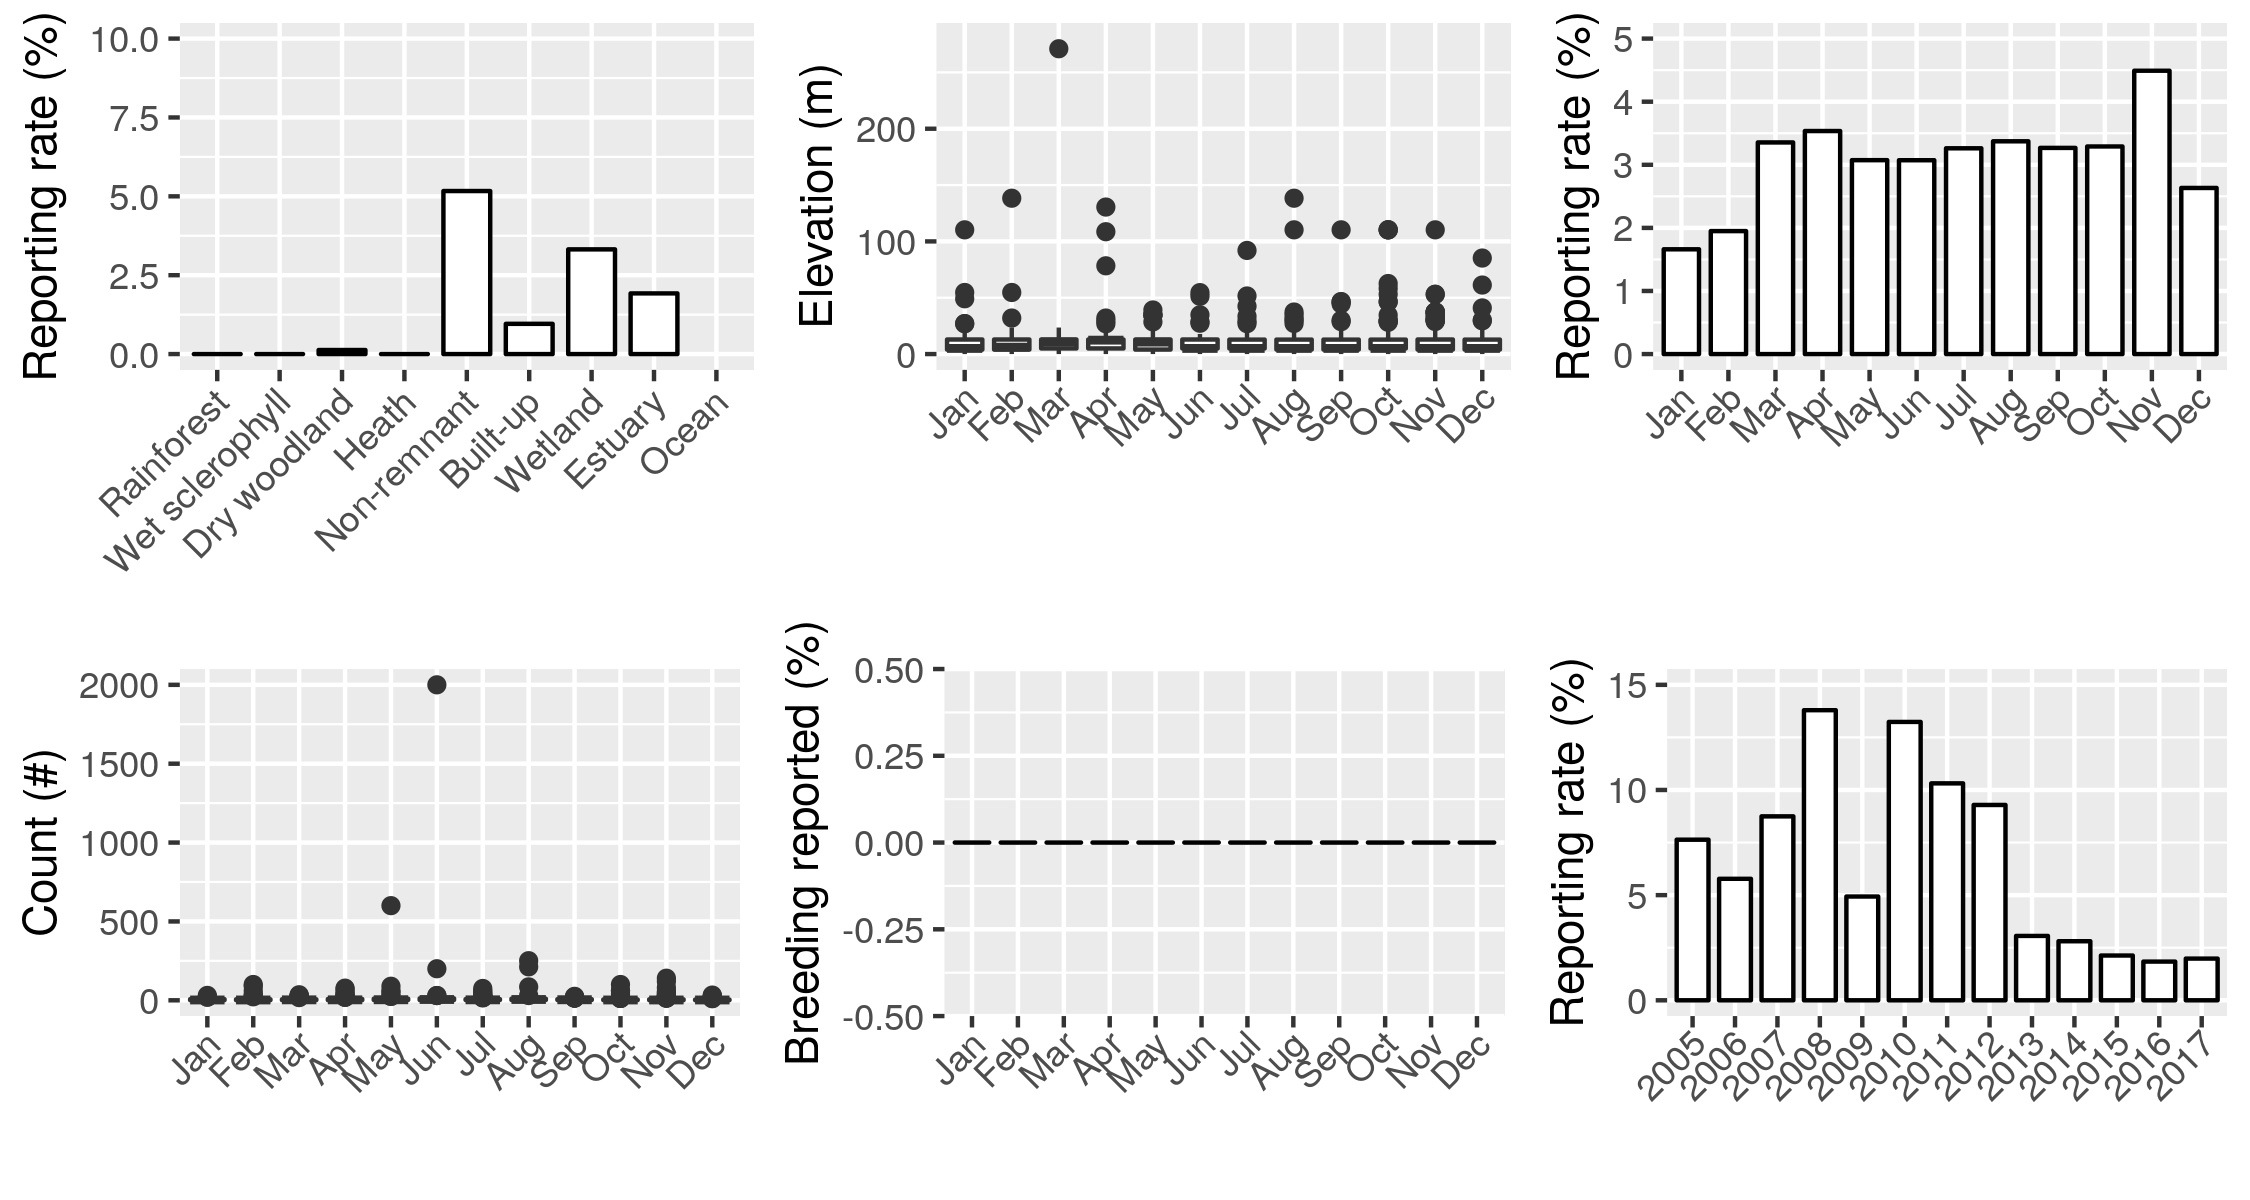 Reporting rate (%)
10.0
7.5
5.0
2.5
0.0
Rainforest
Wet sclerophyll
Dry woodland
Heath
Non-remnant
Built-up
Wetland
Estuary
Ocean
Elevation (m)
200
100
0
Jan
Feb
Mar
Apr
May
Jun
Jul
Aug
Sep
Oct
Nov
Dec
Reporting rate (%)
5
4
3
2
1
0
Jan
Feb
Mar
Apr
May
Jun
Jul
Aug
Sep
Oct
Nov
Dec
Count (#)
2000
1500
1000
500
0
Jan
Feb
Mar
Apr
May
Jun
Jul
Aug
Sep
Oct
Nov
Dec
Breeding reported (%)
0.50
0.25
0.00
-0.25
-0.50
Jan
Feb
Mar
Apr
May
Jun
Jul
Aug
Sep
Oct
Nov
Dec
Reporting rate (%)
15
10
5
0
2005
2006
2007
2008
2009
2010
2011
2012
2013
2014
2015
2016
2017